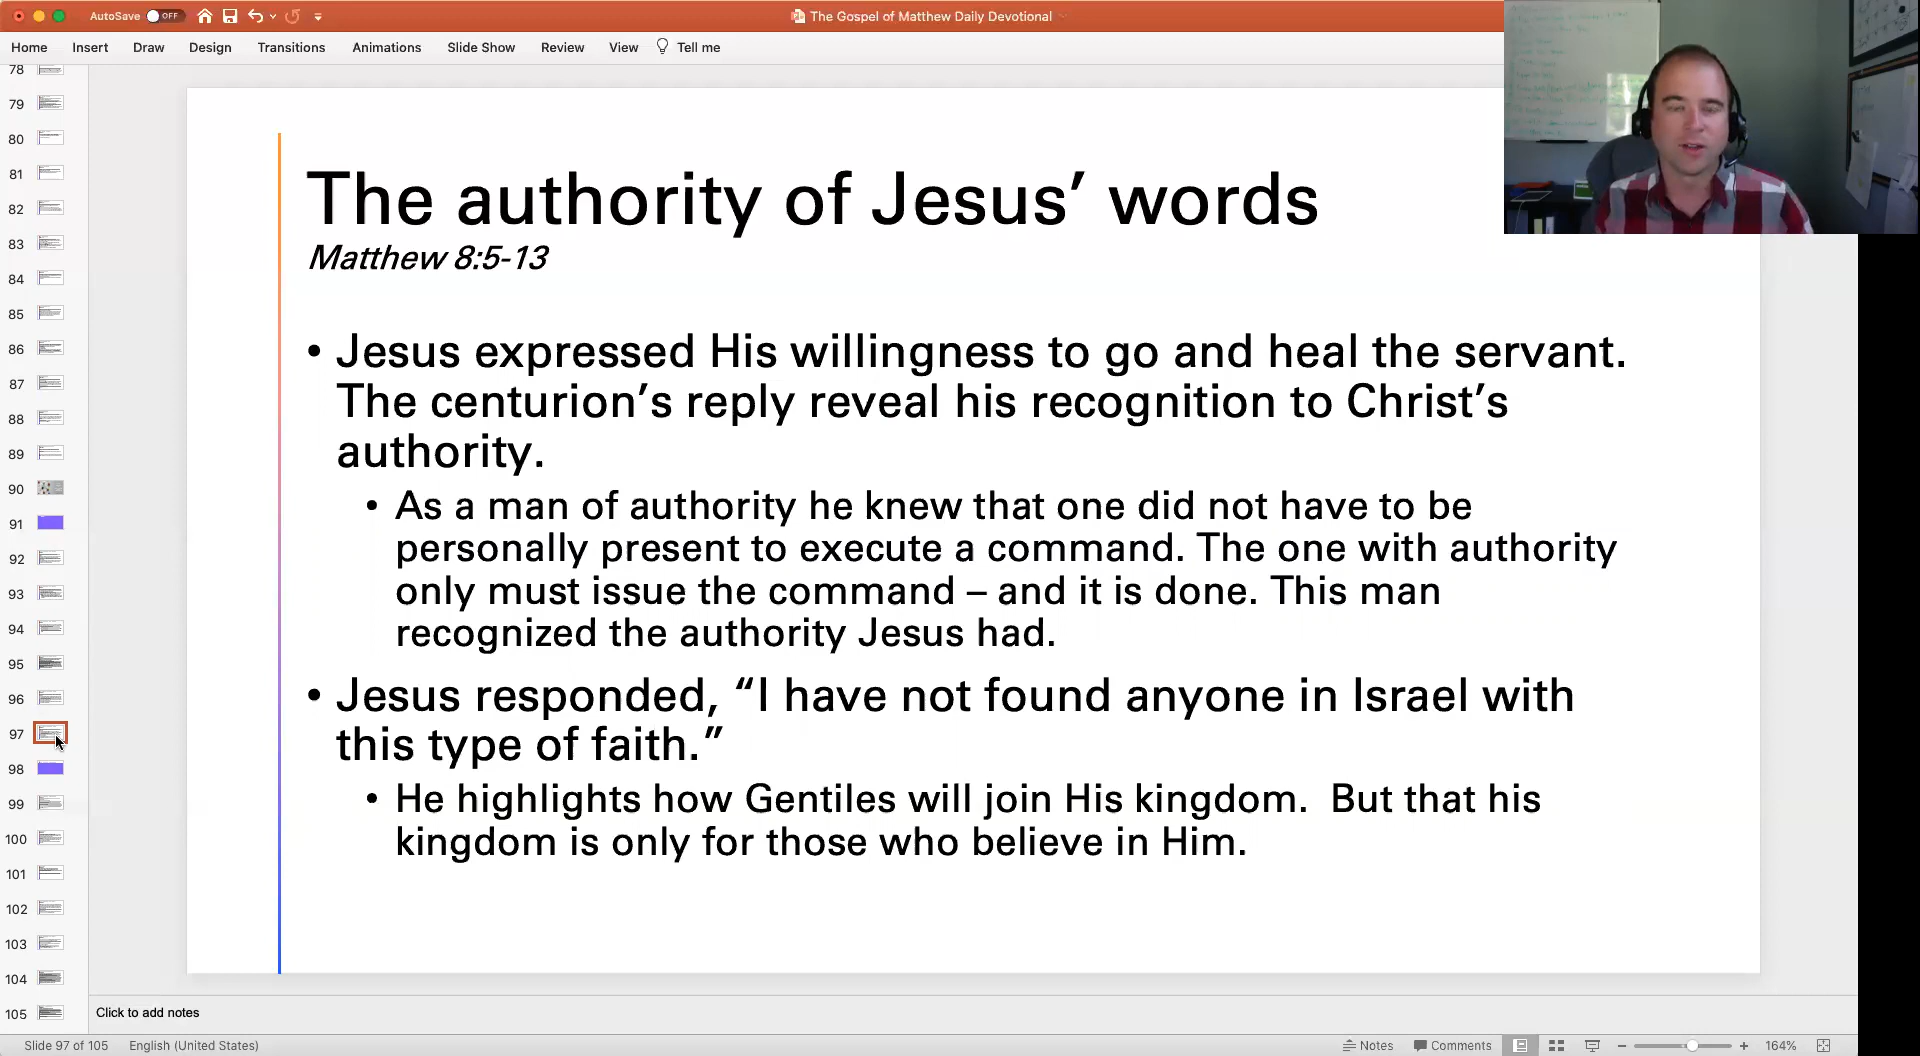 AutoSave OFF
The Gospel of Matthew Daily Devotional
Home Insert Draw Design Transitions Animations Slide Show Review View Tell me
78
79
80
81
82
83
84
85
86
87
88
89
90
91
92
93
94
95
96
97
98
99
100
101
102
103
104
105
The authority of Jesus’ words
Matthew 8:5-13
• Jesus expressed His willingness to go and heal the servant.
The centurion’s reply reveal his recognition to Christ’s
authority.
• As a man of authority he knew that one did not have to be
personally present to execute a command. The one with authority
only must issue the command – and it is done. This man
recognized the authority Jesus had.
• Jesus responded, “I have not found anyone in Israel with
this type of faith.”
• He highlights how Gentiles will join His kingdom.  But that his
kingdom is only for those who believe in Him.
Click to add notes
Slide 97 of 105 English (United States) Notes Comments 164%